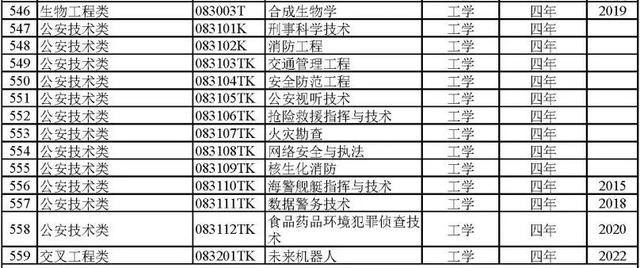 546 生物工程类 083003T 合成生物学 工学 四年 2019
547 公安技术类 083101K 刑事科学技术 工学 四年
548 公安技术类 083102K 消防工程 工学 四年
549 公安技术类 083103TK 交通管理工程 工学 四年
550 公安技术类 083104TK 安全防范工程 工学 四年
551 公安技术类 083105TK 公安视听技术 工学 四年
552 公安技术类 083106TK 抢险救援指挥与技术 工学 四年
553 公安技术类 083107TK 火灾勘查 工学 四年
554 公安技术类 083108TK 网络安全与执法 工学 四年
555 公安技术类 083109TK 核生化消防 工学 四年
556 公安技术类 083110TK 海警舰艇指挥与技术 工学 四年 2015
557 公安技术类 083111TK 数据警务技术 工学 四年 2018
558 公安技术类 083112TK 食品药品环境犯罪侦查技 工学 四年 2020
术
559 交叉工程类 083201TK 未来机器人 工学 四年 2022